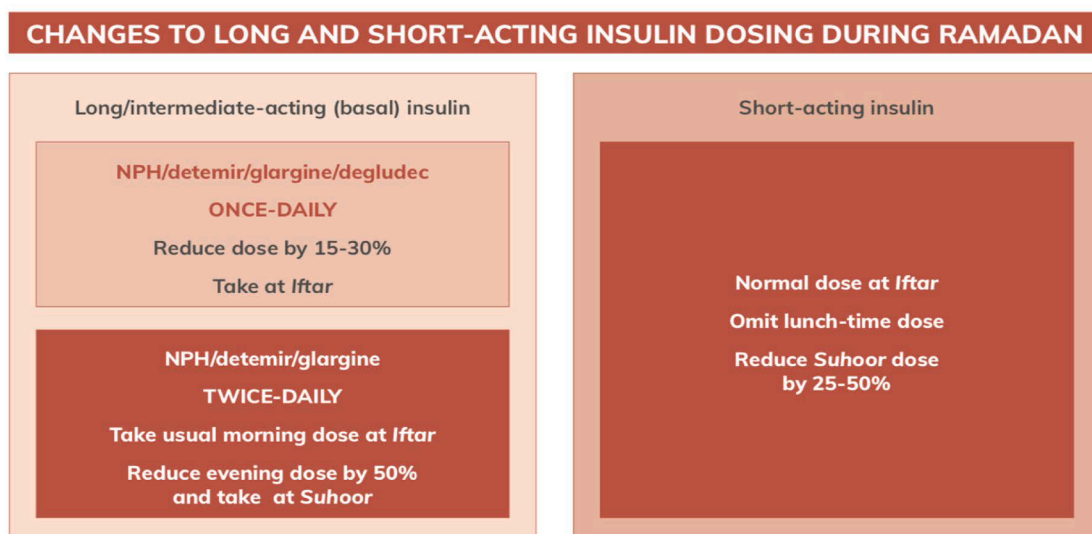 CHANGES TO LONG AND SHORT-ACTING INSULIN DOSING DURING RAMADAN
Long/intermediate-acting (basal) insulin
NPH/detemir/glargine/degludec
ONCE-DAILY
Reduce dose by 15-30%
Take at Iftar
NPH/detemir/glargine
TWICE-DAILY
Take usual morning dose at Iftar
Reduce evening dose by 50%
and take at Suhoor
Short-acting insulin
Normal dose at Iftar
Omit lunch-time dose
Reduce Suhoor dose
by 25-50%